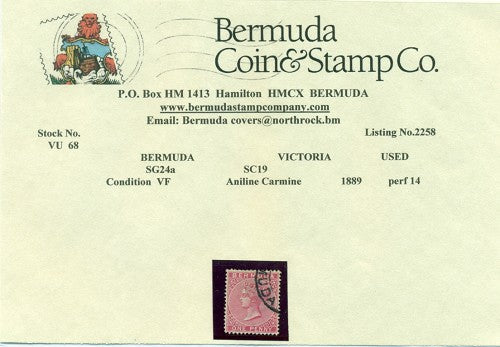 Bermuda
Coin&Stamp Co.
P.O. Box HM 1413 Hamilton HMCX BERMUDA
www.bermudastampcompany.com
Email: Bermuda covers@northrock.bm
Stock No. Listing No.2258
VU 68
BERMUDA VICTORIA USED
SG24a SC19
Condition VF Aniline Carmine 1889 perf 14
BERMUDA
ONE PENNY